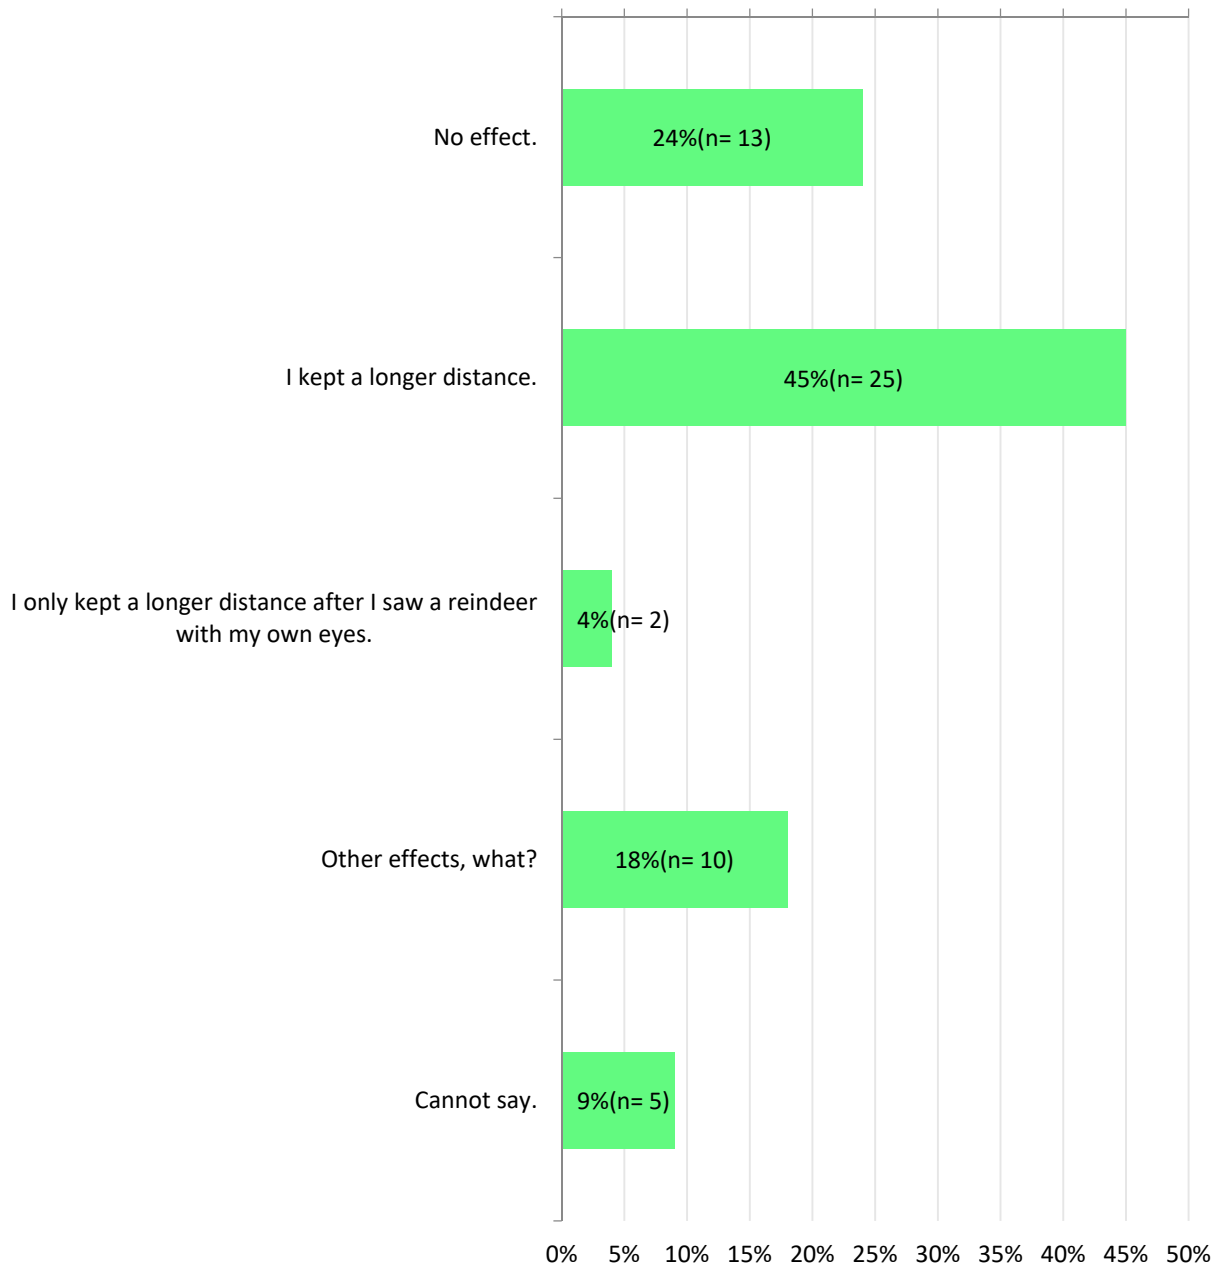 No effect.
24%(n= 13)
I kept a longer distance.
45%(n= 25)
I only kept a longer distance after I saw a reindeer
with my own eyes.
4%(n= 2)
Other effects, what?
18%(n= 10)
Cannot say.
9%(n= 5)
0% 5% 10% 15% 20% 25% 30% 35% 40% 45% 50%